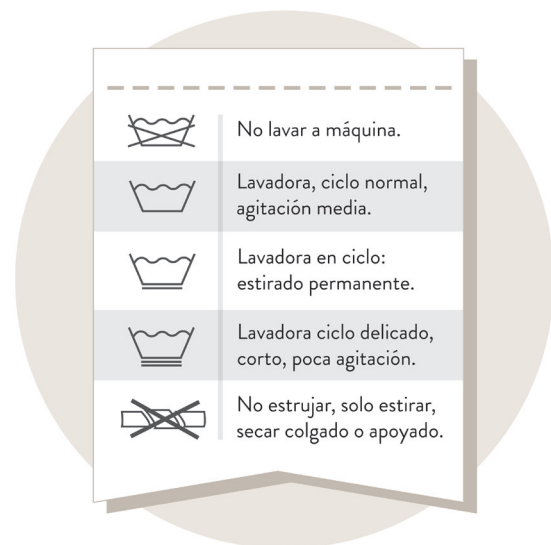 No lavar a máquina.
Lavadora, ciclo normal,
agitación media.
Lavadora en ciclo:
estirado permanente.
Lavadora ciclo delicado,
corto, poca agitación.
No estrujar, solo estirar,
secar colgado o apoyado.